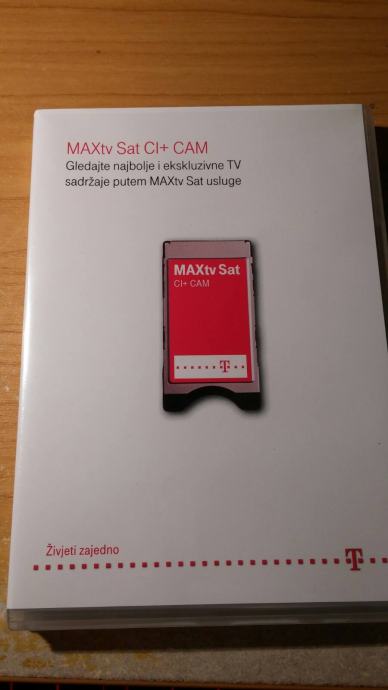 MAXtv Sat CI+ CAM
Gledajte najbolje i ekskluzivne TV
sadržaje putem MAXtv Sat usluge
MAXtv Sat
CI+ CAM
T
Živjeti zajedno
T